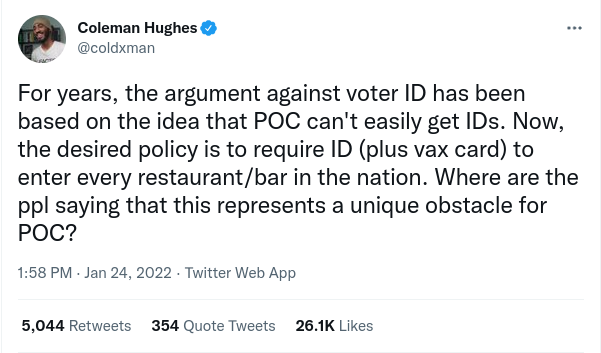 Coleman Hughes
@coldxman
For years, the argument against voter ID has been
based on the idea that POC can't easily get IDs. Now,
the desired policy is to require ID (plus vax card) to
enter every restaurant/bar in the nation. Where are the
ppl saying that this represents a unique obstacle for
POC?
1:58 PM · Jan 24, 2022 · Twitter Web App
5,044 Retweets 354 Quote Tweets 26.1K Likes